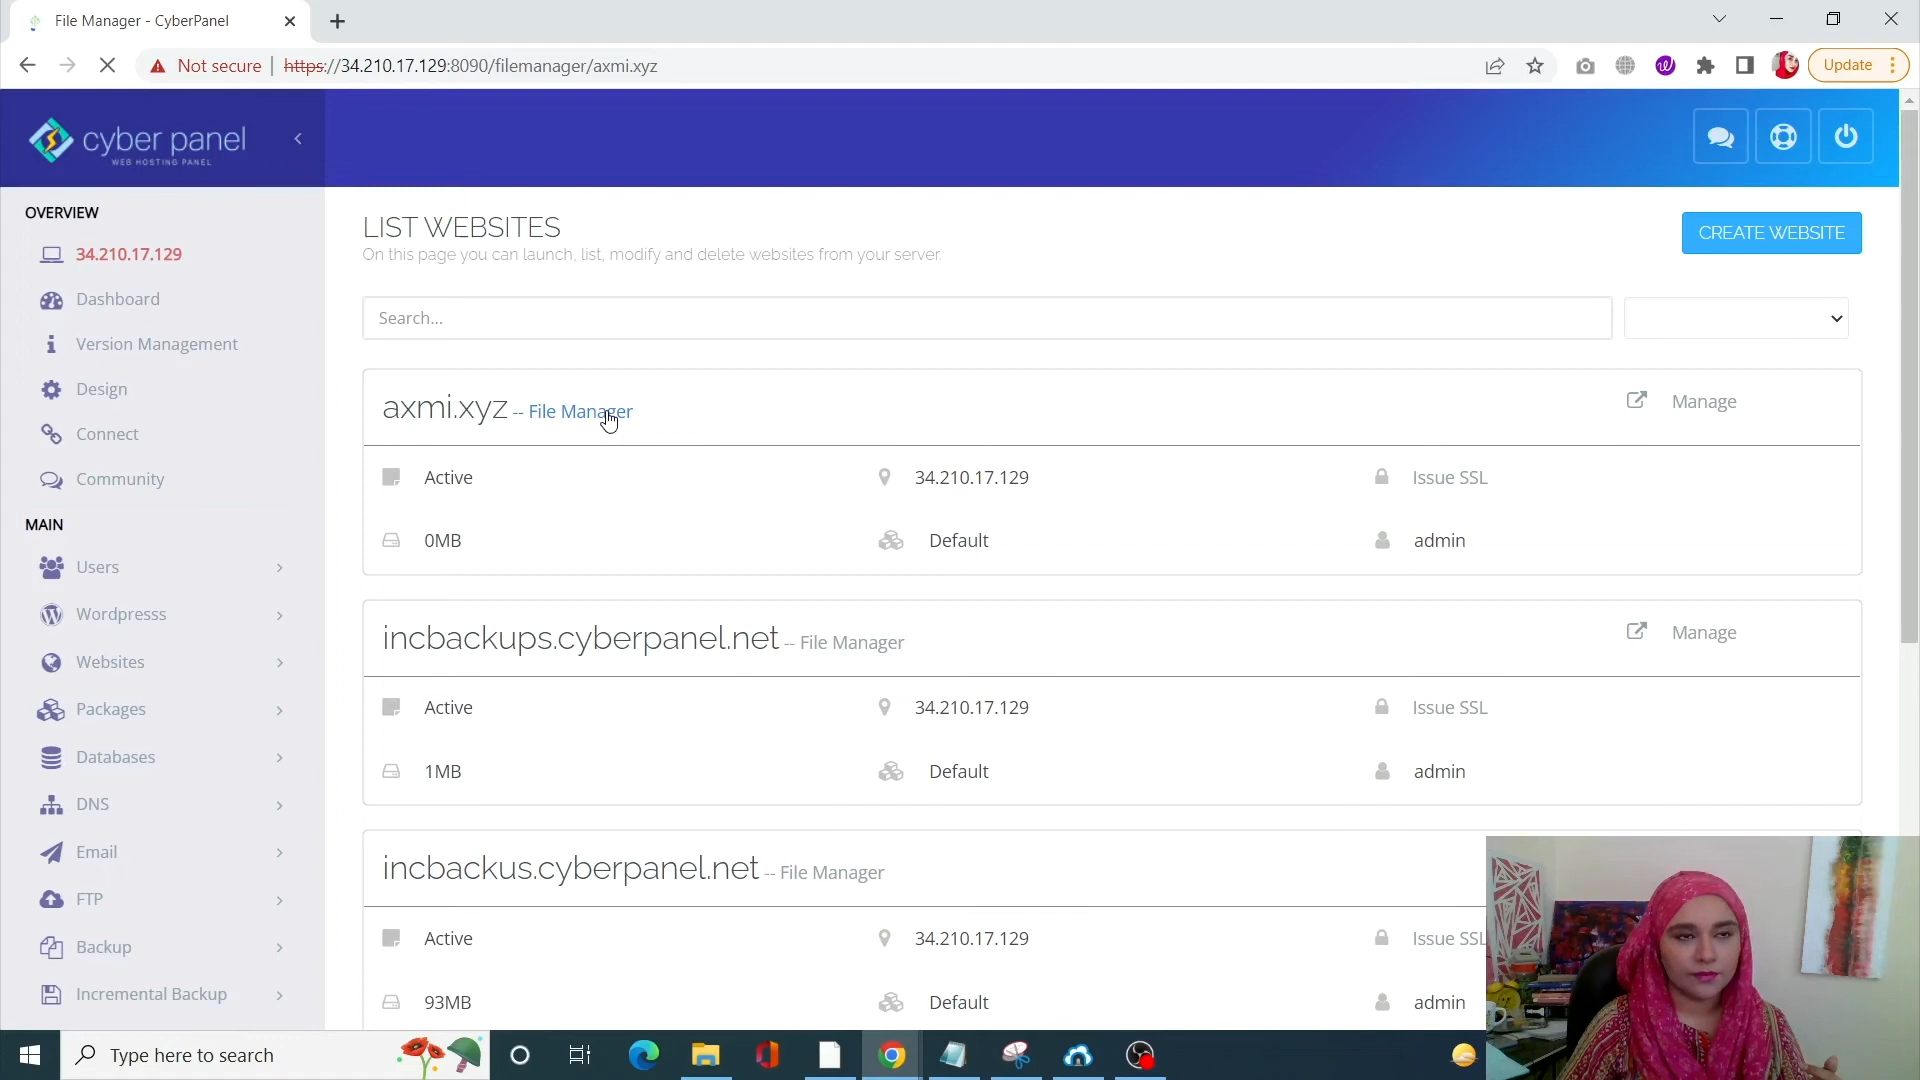 File Manager - CyberPanel
Not secure | https://34.210.17.129:8090/filemanager/axmi.xyz
Update
cyber panel
WEB HOSTING PANEL
OVERVIEW
34.210.17.129
Dashboard
Version Management
Design
Connect
Community
MAIN
Users
Wordpresss
Websites
Packages
Databases
DNS
Email
FTP
Backup
Incremental Backup
LIST WEBSITES
On this page you can launch, list, modify and delete websites from your server.
CREATE WEBSITE
Search...
axmi.xyz -- File Manager
Manage
Active
34.210.17.129
Issue SSL
0MB
Default
admin
incbackups.cyberpanel.net -- File Manager
Manage
Active
34.210.17.129
Issue SSL
1MB
Default
admin
incbackus.cyberpanel.net -- File Manager
Active
34.210.17.129
Issue SSL
93MB
Default
admin
Type here to search